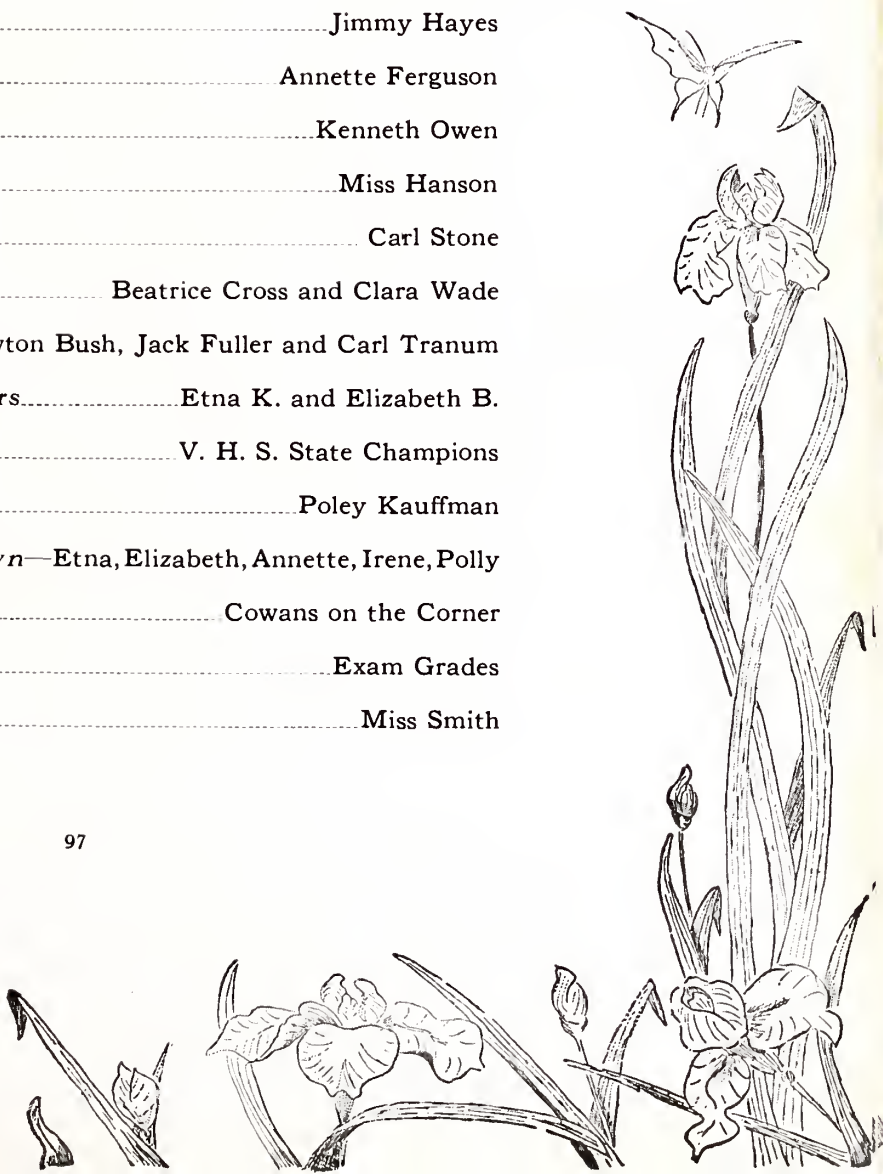 Jimmy Hayes
Annette Ferguson
Kenneth Owen
Miss Hanson
Carl Stone
Beatrice Cross and Clara Wade
Bush, Jack Fuller and Carl Tranum
Etna K. and Elizabeth B.
V. H. S. State Champions
Poley Kauffman
—Etna, Elizabeth, Annette, Irene, Polly
Cowans on the Corner
Exam Grades
Miss Smith
97